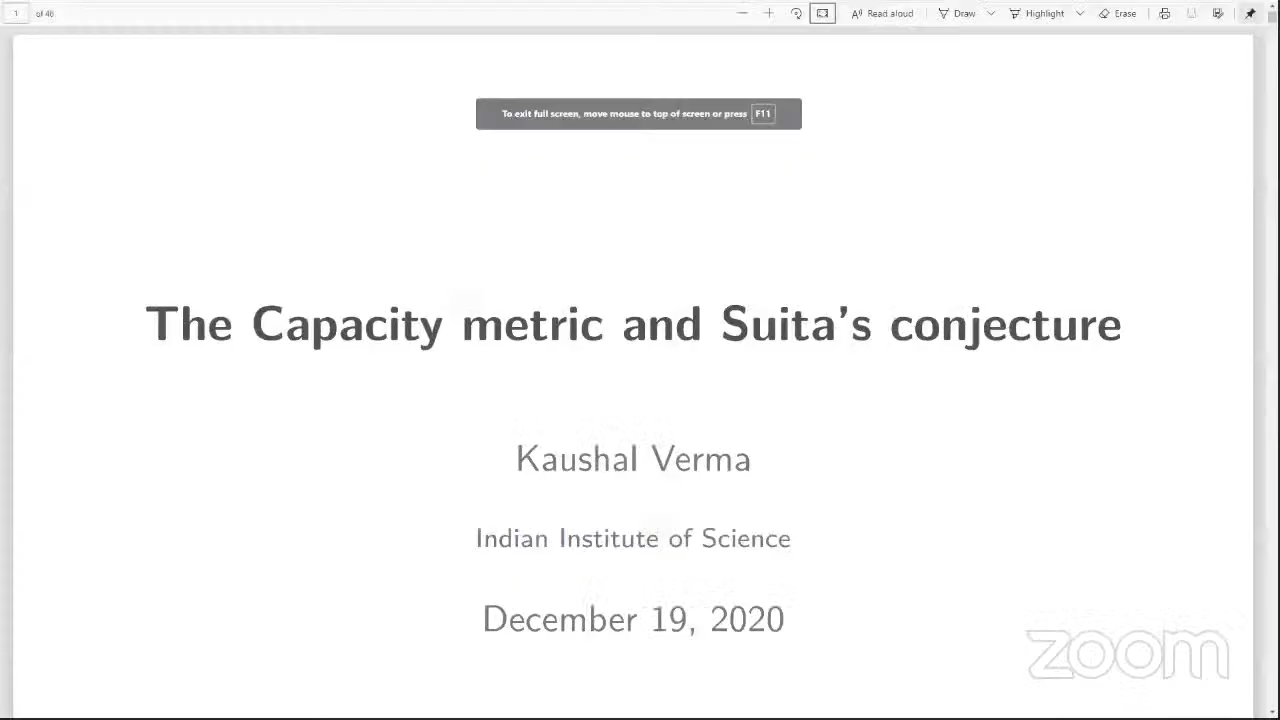 1 of 46 Read aloud Draw Highlight Erase
To exit full screen, move mouse to top of screen or press F11
The Capacity metric and Suita's conjecture
Kaushal Verma
Indian Institute of Science
December 19, 2020
zoom